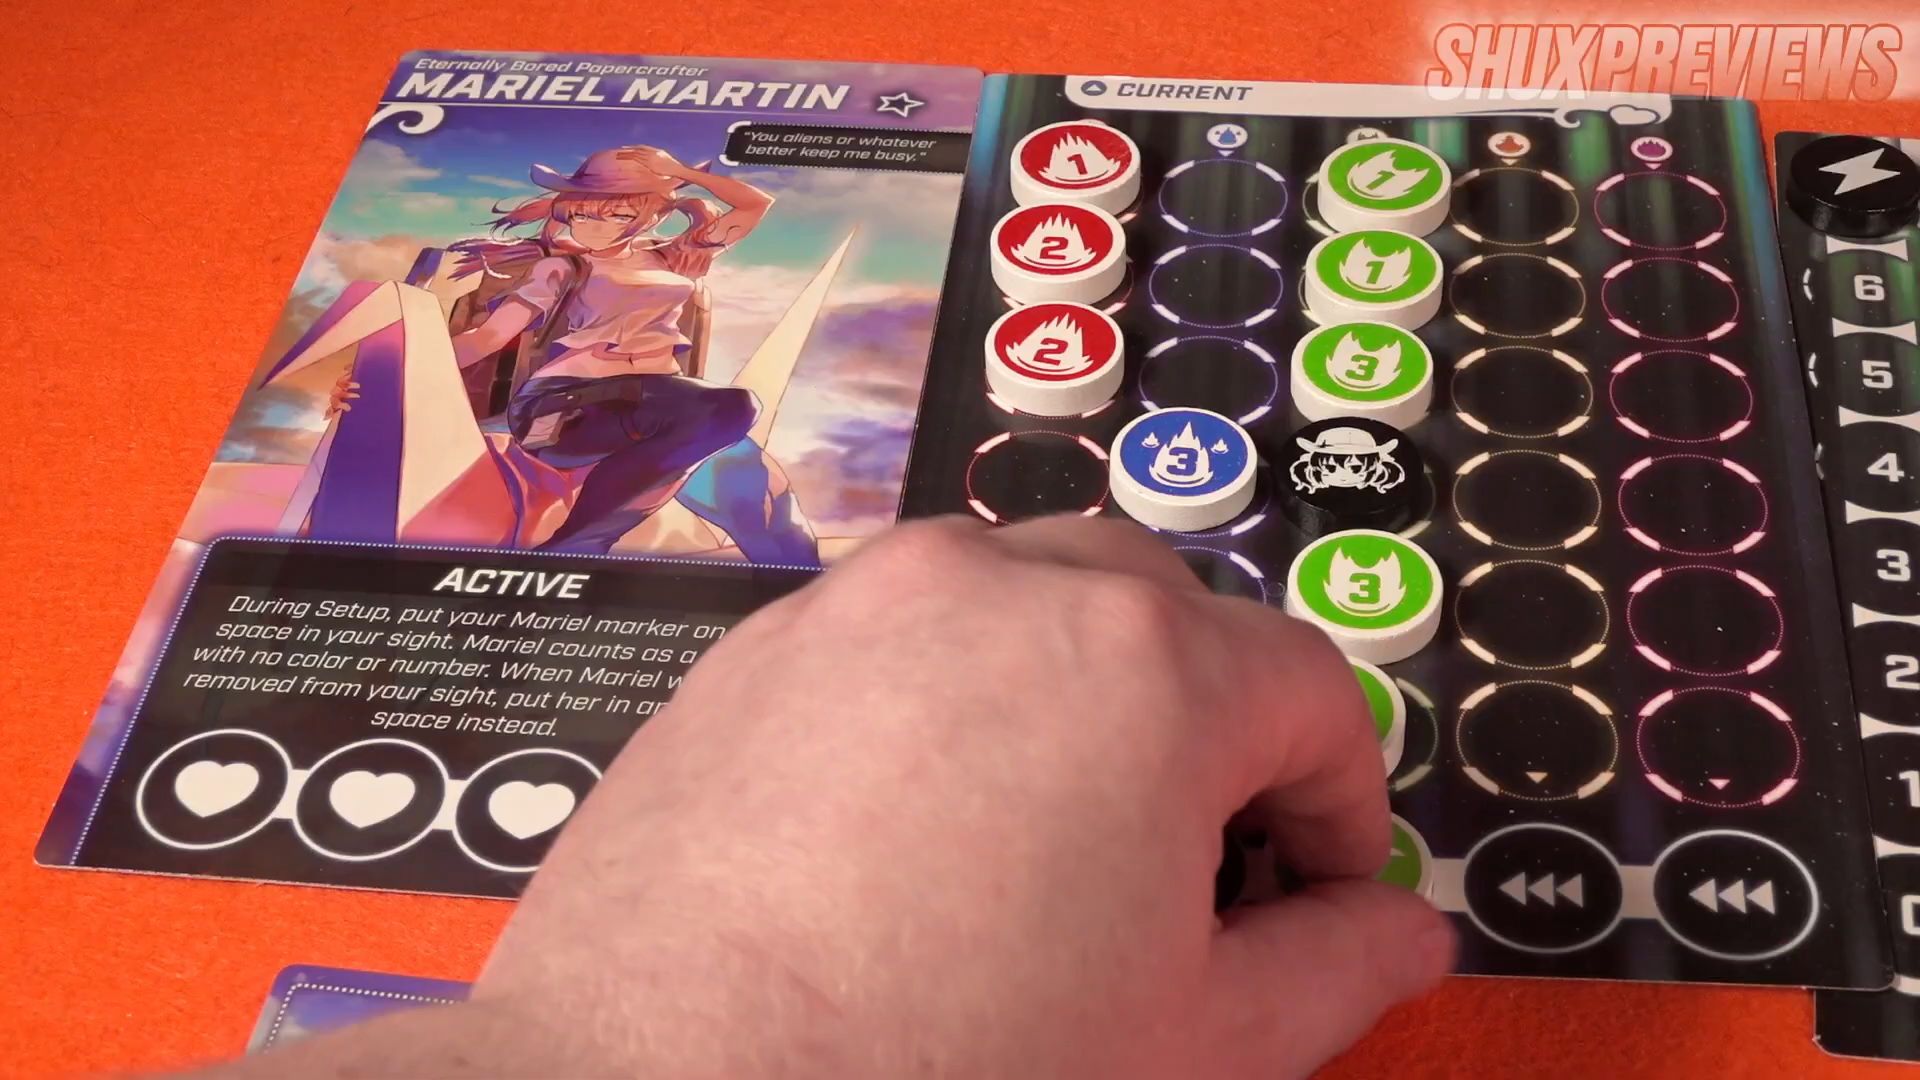 SHUXPREVIEWS
Eternally Bored Papercrafter
MARIEL MARTIN
"You aliens or whatever
better keep me busy."
ACTIVE
During Setup, put your Mariel marker on
space in your sight. Mariel counts as a
with no color or number. When Mariel
removed from your sight, put her in
space instead.
CURRENT
1
2
2
3
1
1
3
3
6
5
4
3
2
1